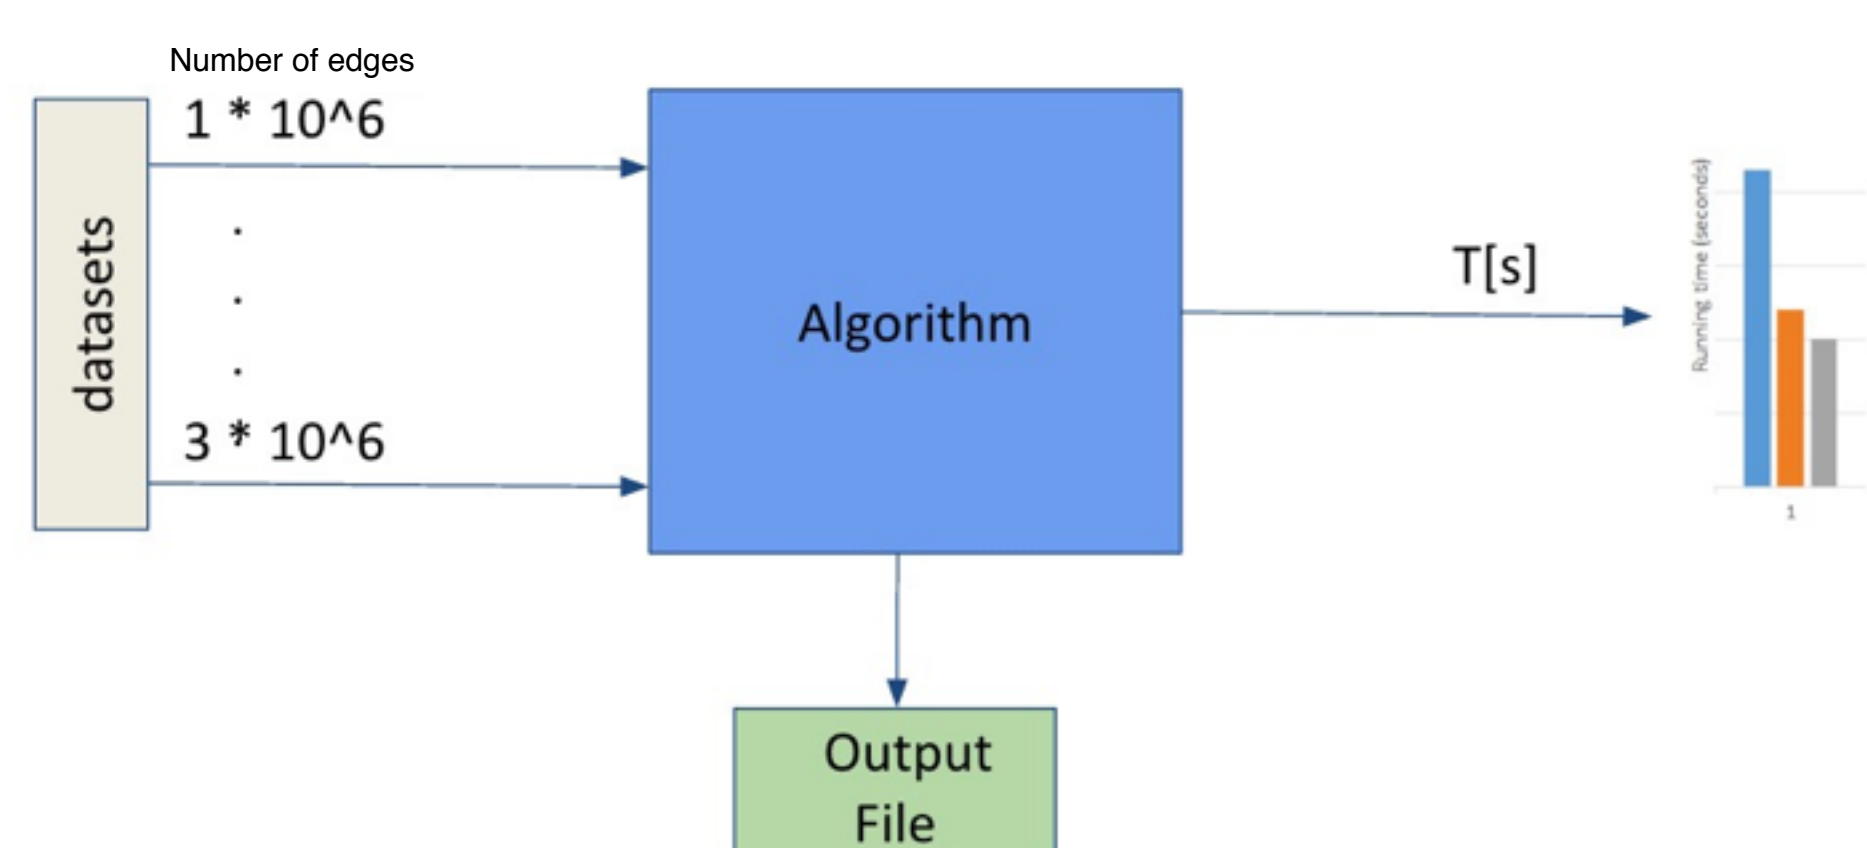 Number of edges
1 * 10^6
.
.
.
3 * 10^6
datasets
Algorithm
T[s]
Running time (seconds)
1
Output
File